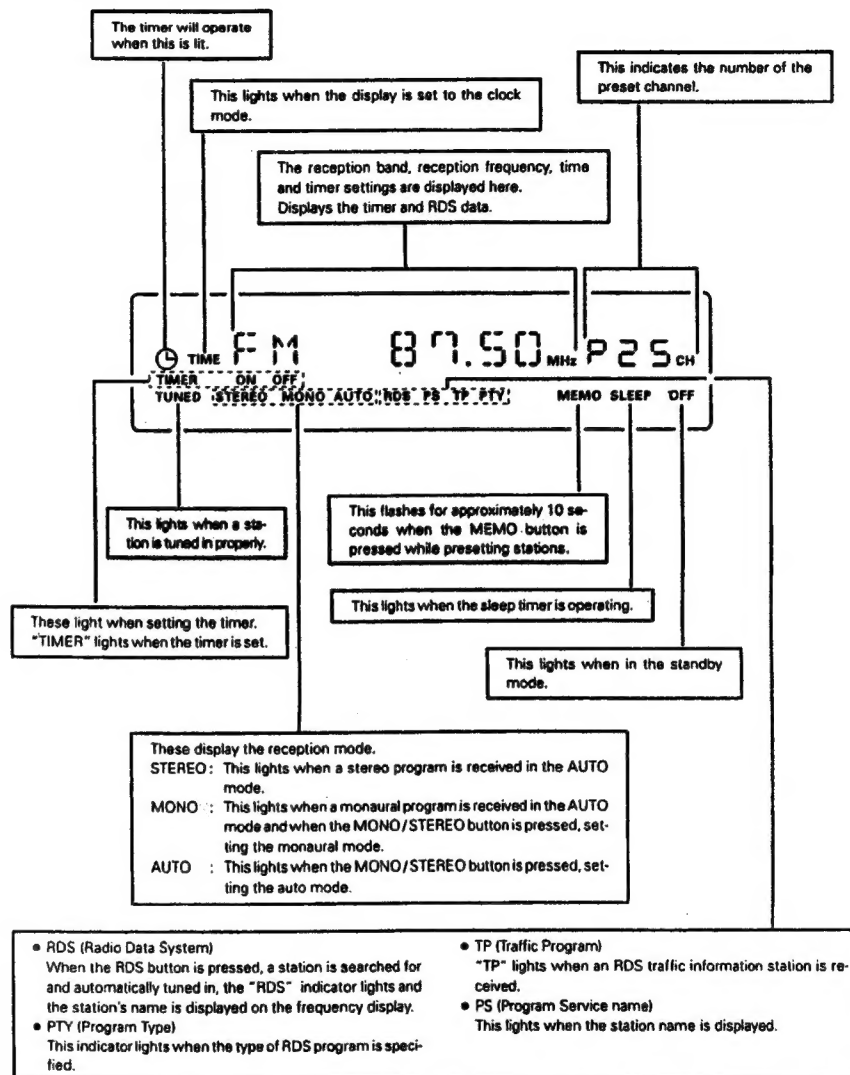 The timer will operate
when this is lit.
This indicates the number of the
preset channel.
This lights when the display is set to the clock
mode.
The reception band, reception frequency, time
and timer settings are displayed here.
Displays the timer and RDS data.
TIME FM 87.50 MHz P25 CH
TIMER ON OFF
TUNED STEREO MONO AUTO RDS PS TP PTY MEMO SLEEP OFF
This lights when a sta-
tion is tuned in properly.
This flashes for approximately 10 se-
conds when the MEMO button is
pressed while presetting stations.
These light when setting the timer.
"TIMER" lights when the timer is set.
This lights when the sleep timer is operating.
This lights when in the standby
mode.
These display the reception mode.
STEREO : This lights when a stereo program is received in the AUTO
mode.
MONO : This lights when a monaural program is received in the AUTO
mode and when the MONO/STEREO button is pressed, set-
ting the monaural mode.
AUTO : This lights when the MONO/STEREO button is pressed, set-
ting the auto mode.
• RDS (Radio Data System)
When the RDS button is pressed, a station is searched for
and automatically tuned in, the "RDS" indicator lights and
the station's name is displayed on the frequency display.
• PTY (Program Type)
This indicator lights when the type of RDS program is speci-
fied.
• TP (Traffic Program)
"TP" lights when an RDS traffic information station is re-
ceived.
• PS (Program Service name)
This lights when the station name is displayed.